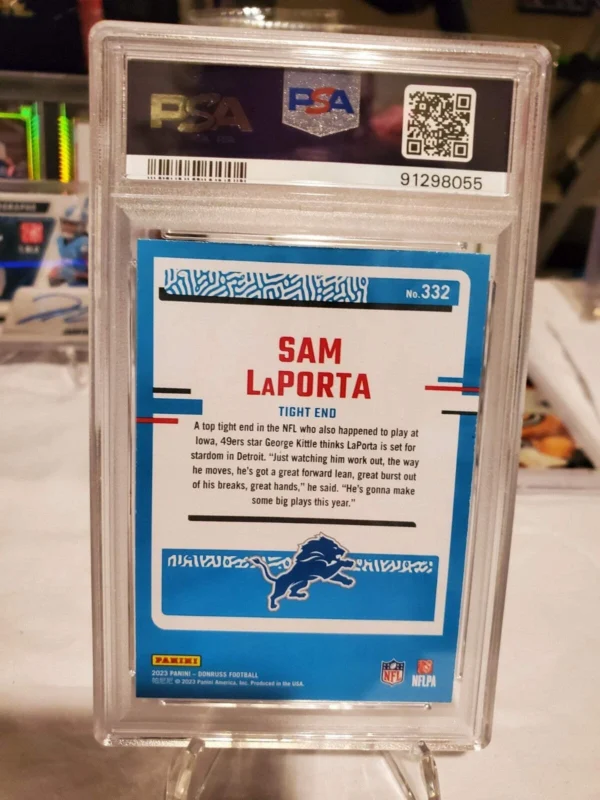 PSA
PSA
91298055
No. 332
SAM
LaPORTA
TIGHT END
A top tight end in the NFL who also happened to play at
Iowa, 49ers star George Kittle thinks LaPorta is set for
stardom in Detroit. "Just watching him work out, the way
he moves, he's got a great forward lean, great burst out
of his breaks, great hands," he said. "He's gonna make
some big plays this year."
PANINI
2023 PANINI - DONRUSS FOOTBALL
© 2023 Panini America, Inc. Produced in the USA.
NFL
NFLPA